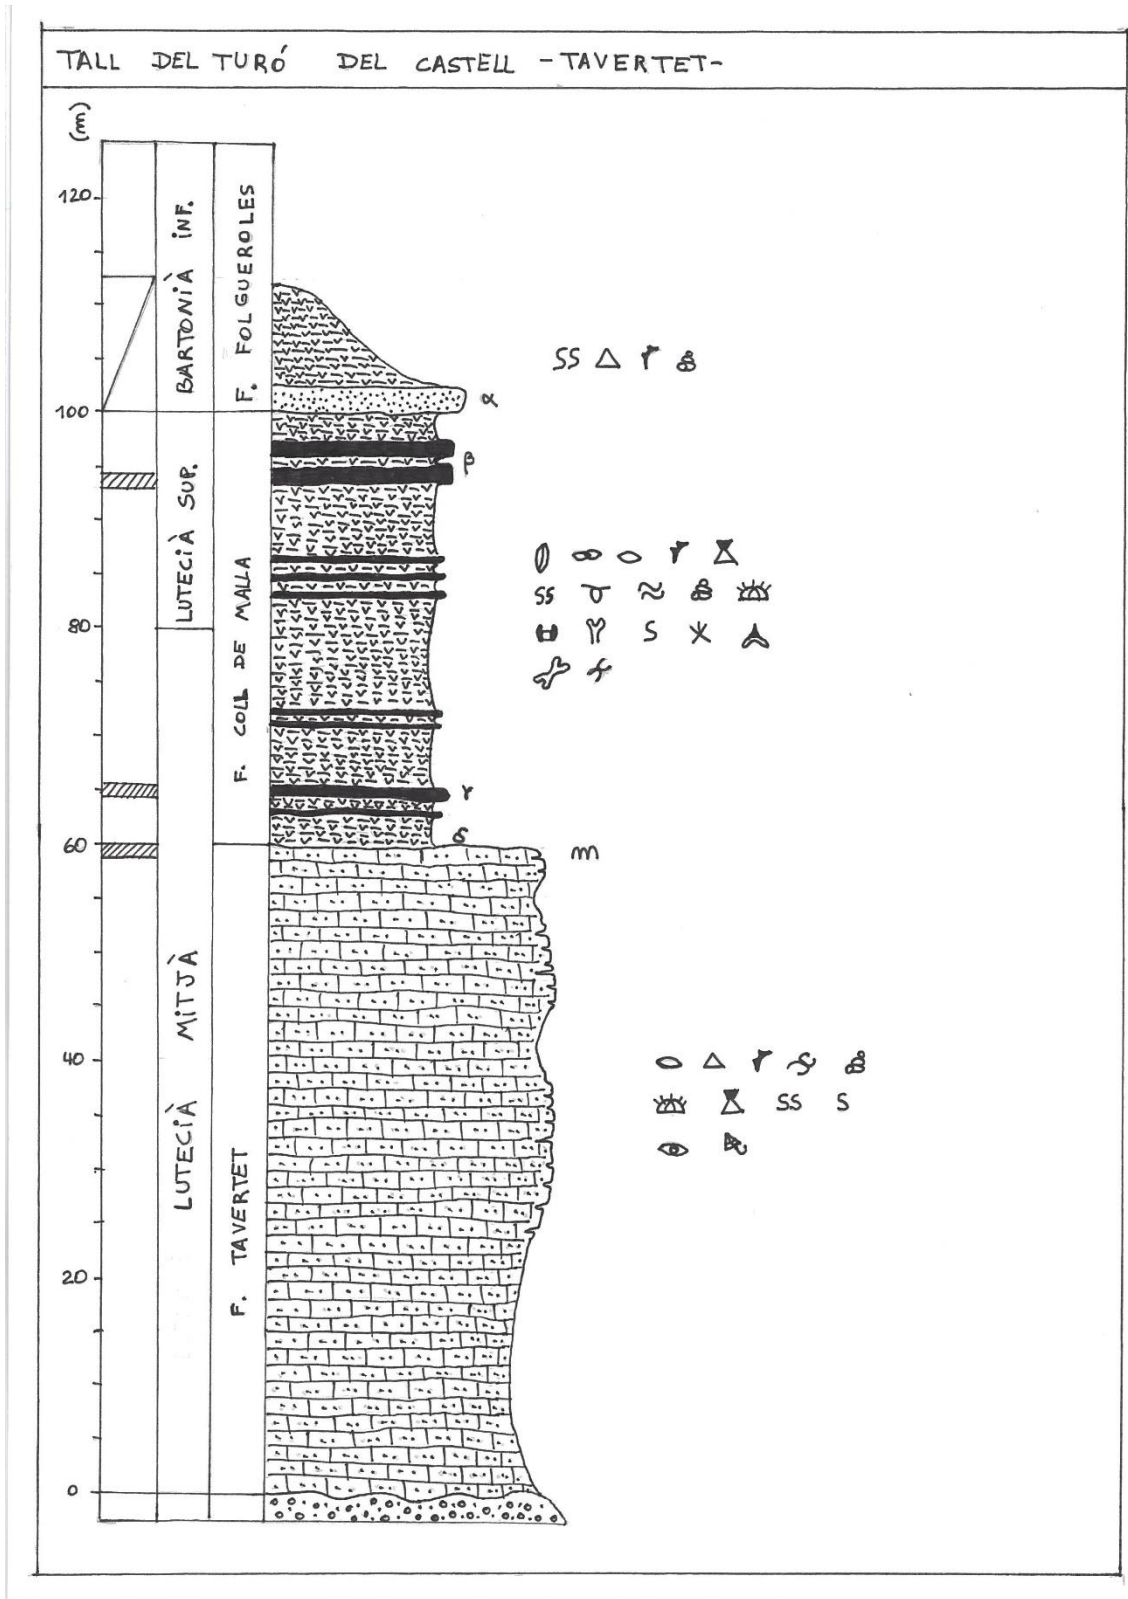 TALL DEL TURÓ DEL CASTELL -TAVERTET-
(m)
120
100
80
60
40
20
0
BARTONIÀ INF.
LUTECIÀ SUP.
LUTECIÀ MITJÀ
F. FOLGUEROLES
F. COLL DE MALLA
F. TAVERTET
α
β
γ
δ
SS
SS
S
m
SS S